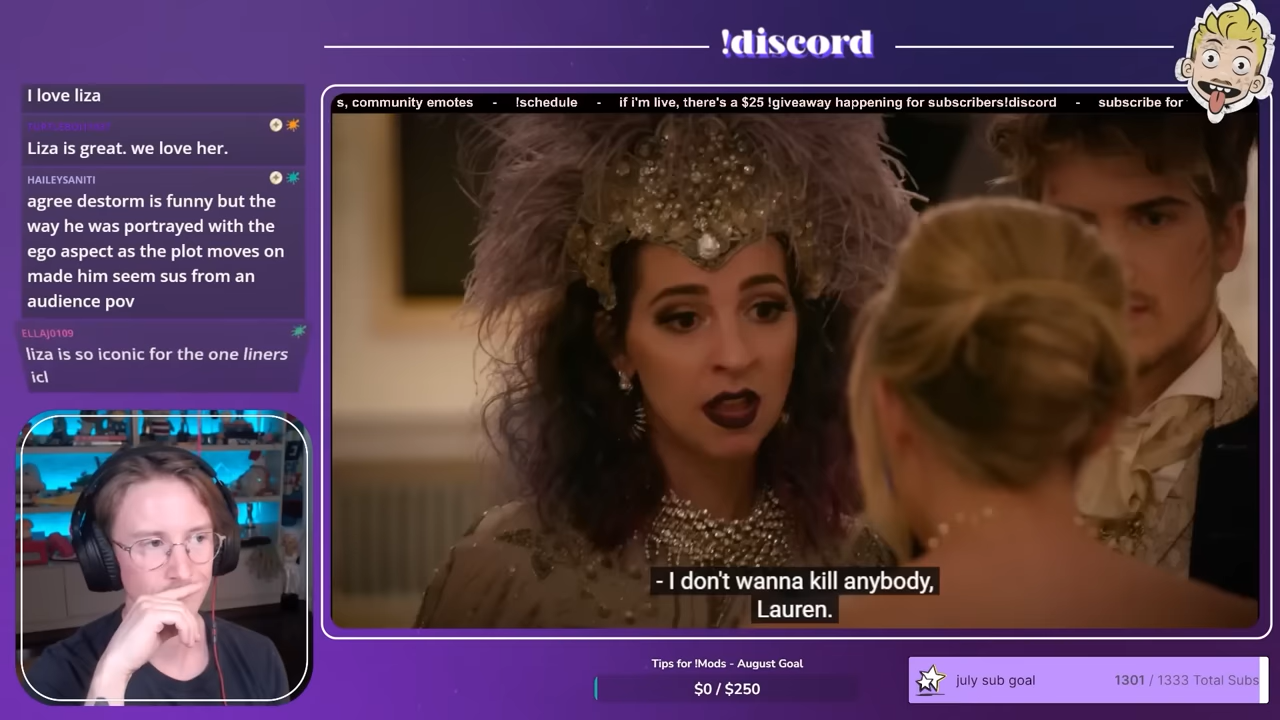 !discord
s, community emotes - !schedule - if i'm live, there's a $25 !giveaway happening for subscribers!discord - subscribe for
I love liza
Liza is great. we love her.
HAILEYSANITI
agree destorm is funny but the
way he was portrayed with the
ego aspect as the plot moves on
made him seem sus from an
audience pov
ELLAJ0109
liza is so iconic for the one liners
icl
- I don't wanna kill anybody,
Lauren.
Tips for !Mods - August Goal
$0 / $250
july sub goal
1301 / 1333 Total Subs